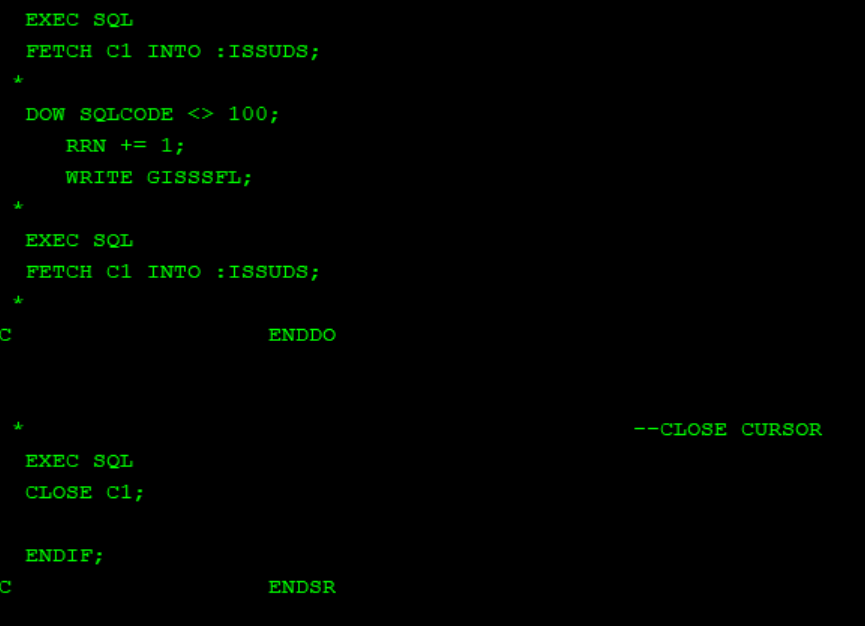 EXEC SQL
FETCH C1 INTO :ISSUDS;
*
DOW SQLCODE <> 100;
RRN += 1;
WRITE GISSSFL;
*
EXEC SQL
FETCH C1 INTO :ISSUDS;
*
C ENDDO
* --CLOSE CURSOR
EXEC SQL
CLOSE C1;
ENDIF;
C ENDSR